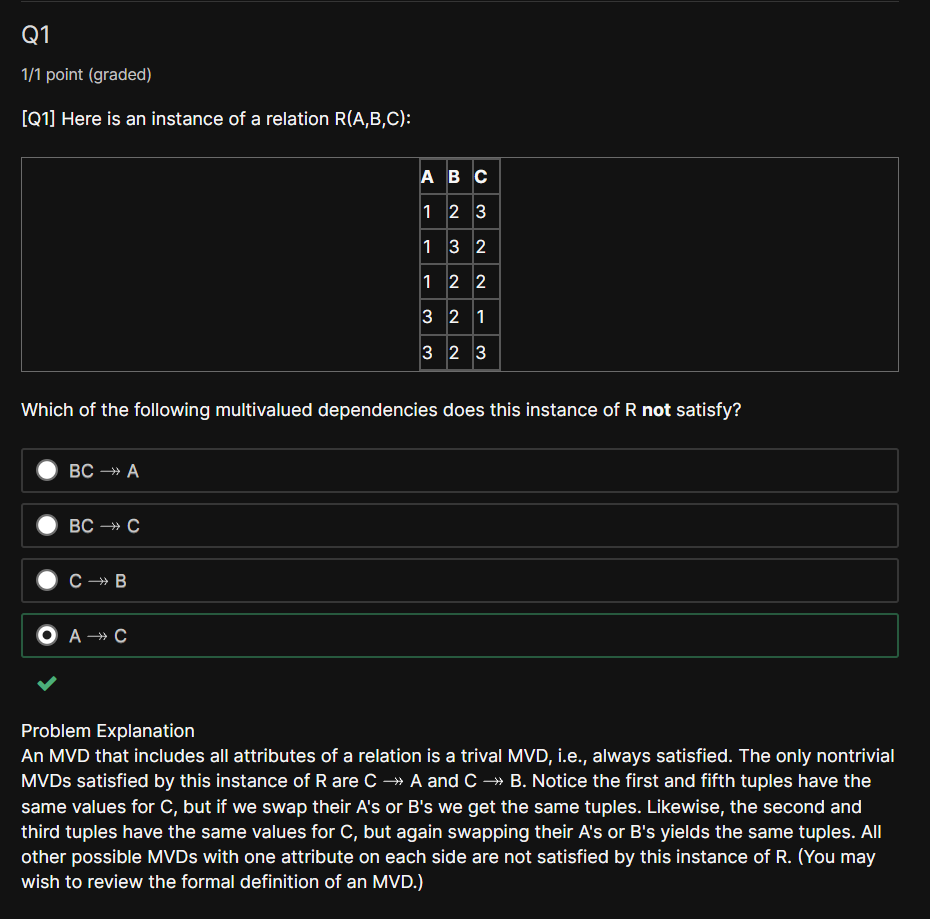 Q1
1/1 point (graded)
[Q1] Here is an instance of a relation R(A,B,C):
A B C
1 2 3
1 3 2
1 2 2
3 2 1
3 2 3
Which of the following multivalued dependencies does this instance of R not satisfy?
BC ↠ A
BC ↠ C
C ↠ B
A ↠ C
Problem Explanation
An MVD that includes all attributes of a relation is a trival MVD, i.e., always satisfied. The only nontrivial
MVDs satisfied by this instance of R are C ↠ A and C ↠ B. Notice the first and fifth tuples have the
same values for C, but if we swap their A's or B's we get the same tuples. Likewise, the second and
third tuples have the same values for C, but again swapping their A's or B's yields the same tuples. All
other possible MVDs with one attribute on each side are not satisfied by this instance of R. (You may
wish to review the formal definition of an MVD.)